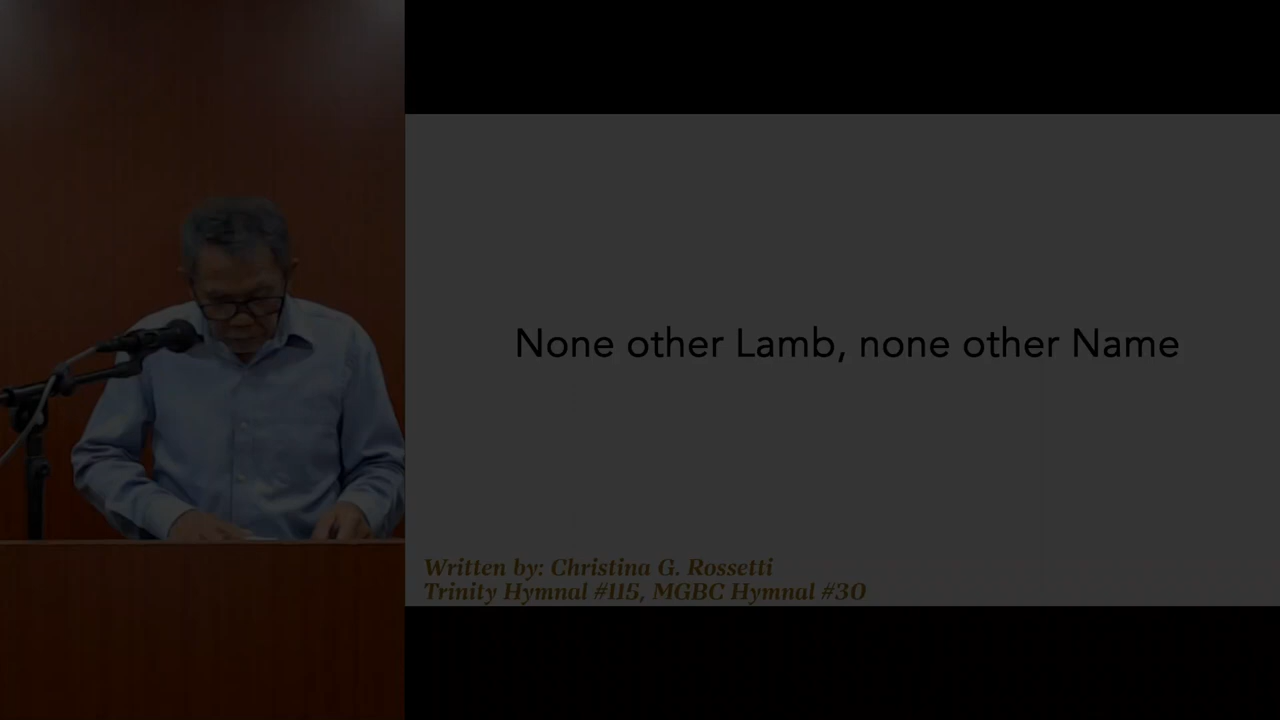 None other Lamb, none other Name
Written by: Christina G. Rossetti
Trinity Hymnal #115, MGBC Hymnal #30